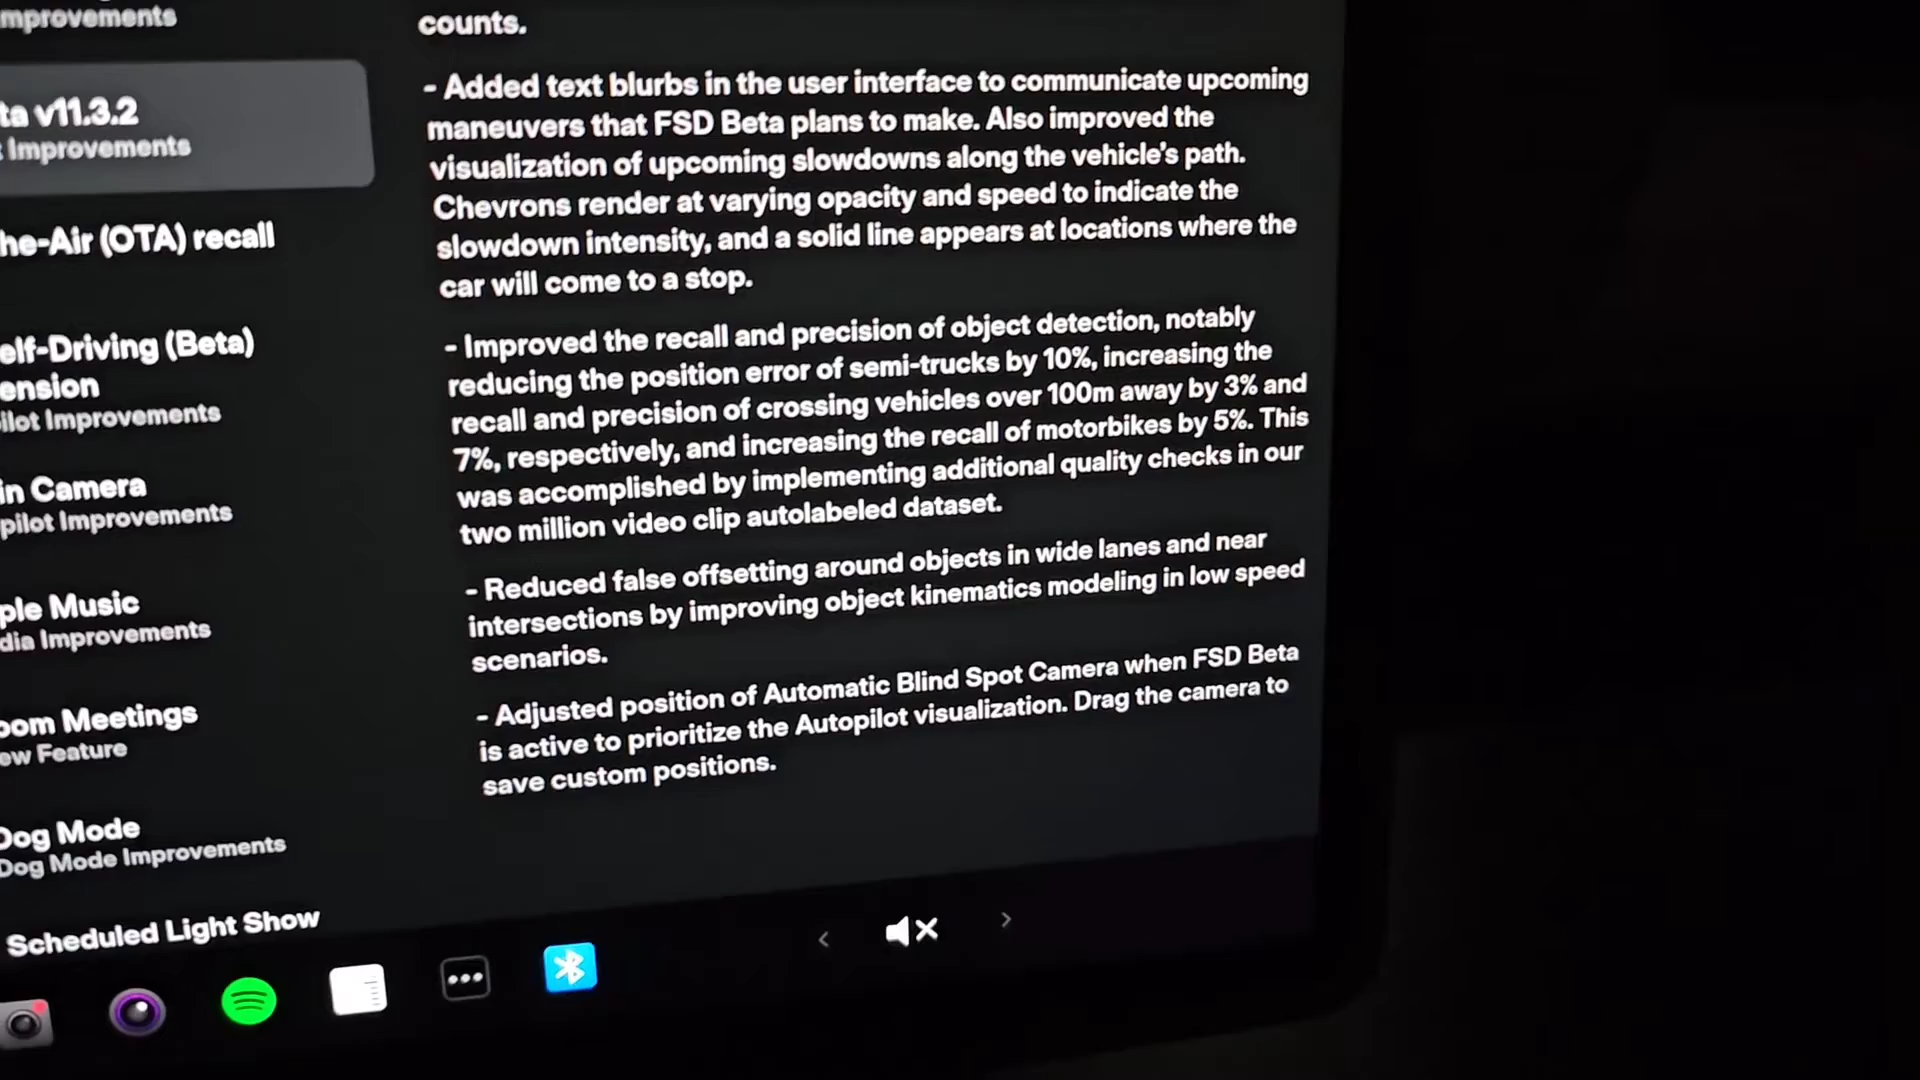 mprovements
ta v11.3.2
Improvements
he-Air (OTA) recall
elf-Driving (Beta)
ension
ilot Improvements
in Camera
pilot Improvements
ple Music
dia Improvements
oom Meetings
ew Feature
Dog Mode
Dog Mode Improvements
Scheduled Light Show
counts.
- Added text blurbs in the user interface to communicate upcoming
maneuvers that FSD Beta plans to make. Also improved the
visualization of upcoming slowdowns along the vehicle's path.
Chevrons render at varying opacity and speed to indicate the
slowdown intensity, and a solid line appears at locations where the
car will come to a stop.
- Improved the recall and precision of object detection, notably
reducing the position error of semi-trucks by 10%, increasing the
recall and precision of crossing vehicles over 100m away by 3% and
7%, respectively, and increasing the recall of motorbikes by 5%. This
was accomplished by implementing additional quality checks in our
two million video clip autolabeled dataset.
- Reduced false offsetting around objects in wide lanes and near
intersections by improving object kinematics modeling in low speed
scenarios.
- Adjusted position of Automatic Blind Spot Camera when FSD Beta
is active to prioritize the Autopilot visualization. Drag the camera to
save custom positions.